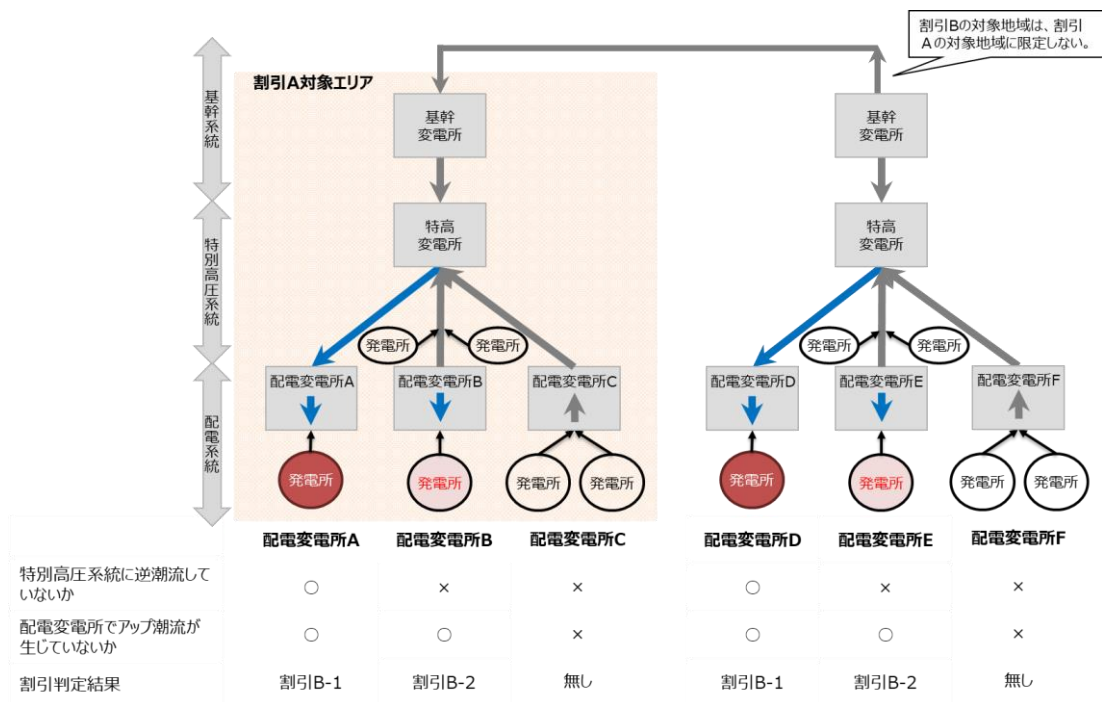 割引Bの対象地域は、割引
Aの対象地域に限定しない。
割引A対象エリア
基幹系統
基幹
変電所
基幹
変電所
特別高圧系統
特高
変電所
特高
変電所
発電所
発電所
発電所
発電所
配電系統
配電変電所A
配電変電所B
配電変電所C
配電変電所D
配電変電所E
配電変電所F
発電所
発電所
発電所
発電所
発電所
発電所
発電所
発電所
配電変電所A 配電変電所B 配電変電所C 配電変電所D 配電変電所E 配電変電所F
特別高圧系統に逆潮流して
いないか
○ × × ○ × ×
配電変電所でアップ潮流が
生じていないか
○ ○ × ○ ○ ×
割引判定結果 割引B-1 割引B-2 無し 割引B-1 割引B-2 無し